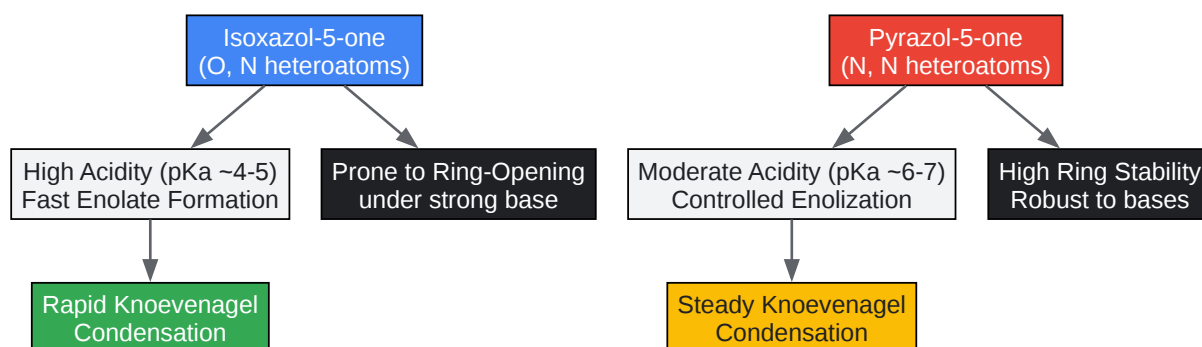 Isoxazol-5-one
(O, N heteroatoms)
Pyrazol-5-one
(N, N heteroatoms)
High Acidity (pKa ~4-5)
Fast Enolate Formation
Prone to Ring-Opening
under strong base
Moderate Acidity (pKa ~6-7)
Controlled Enolization
High Ring Stability
Robust to bases
Rapid Knoevenagel
Condensation
Steady Knoevenagel
Condensation